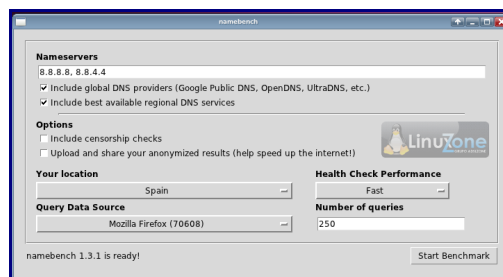 namebench
Nameservers
8.8.8.8, 8.8.4.4
Include global DNS providers (Google Public DNS, OpenDNS, UltraDNS, etc.)
Include best available regional DNS services
Options
Include censorship checks
Upload and share your anonymized results (help speed up the internet!)
LinuZone
Your location
Health Check Performance
Spain
Fast
Query Data Source
Number of queries
Mozilla Firefox (70608)
250
namebench 1.3.1 is ready!
Start Benchmark